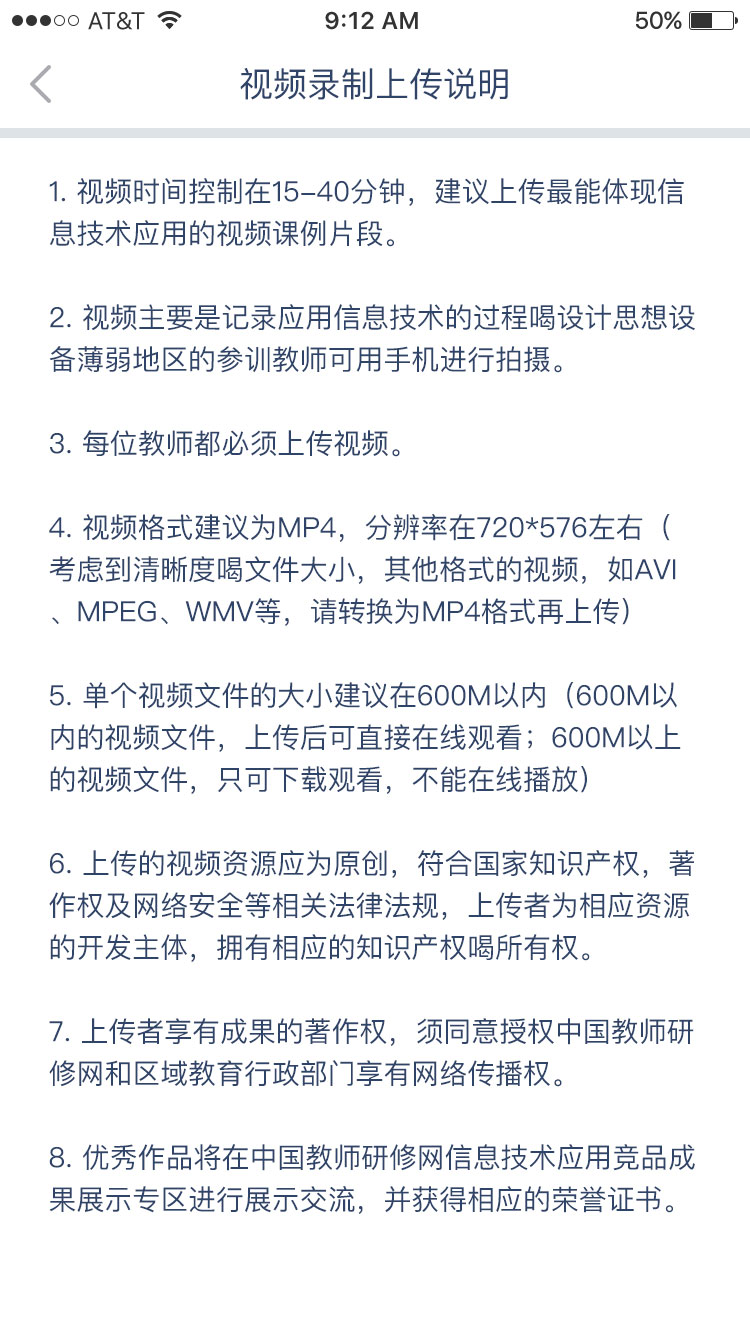 AT&T 9:12 AM 50%
视频录制上传说明
1. 视频时间控制在15–40分钟，建议上传最能体现信
息技术应用的视频课例片段。
2. 视频主要是记录应用信息技术的过程喝设计思想设
备薄弱地区的参训教师可用手机进行拍摄。
3. 每位教师都必须上传视频。
4. 视频格式建议为MP4，分辨率在720*576左右（
考虑到清晰度喝文件大小，其他格式的视频，如AVI
、MPEG、WMV等，请转换为MP4格式再上传）
5. 单个视频文件的大小建议在600M以内（600M以
内的视频文件，上传后可直接在线观看；600M以上
的视频文件，只可下载观看，不能在线播放）
6. 上传的视频资源应为原创，符合国家知识产权，著
作权及网络安全等相关法律法规，上传者为相应资源
的开发主体，拥有相应的知识产权喝所有权。
7. 上传者享有成果的著作权，须同意授权中国教师研
修网和区域教育行政部门享有网络传播权。
8. 优秀作品将在中国教师研修网信息技术应用竞品成
果展示专区进行展示交流，并获得相应的荣誉证书。